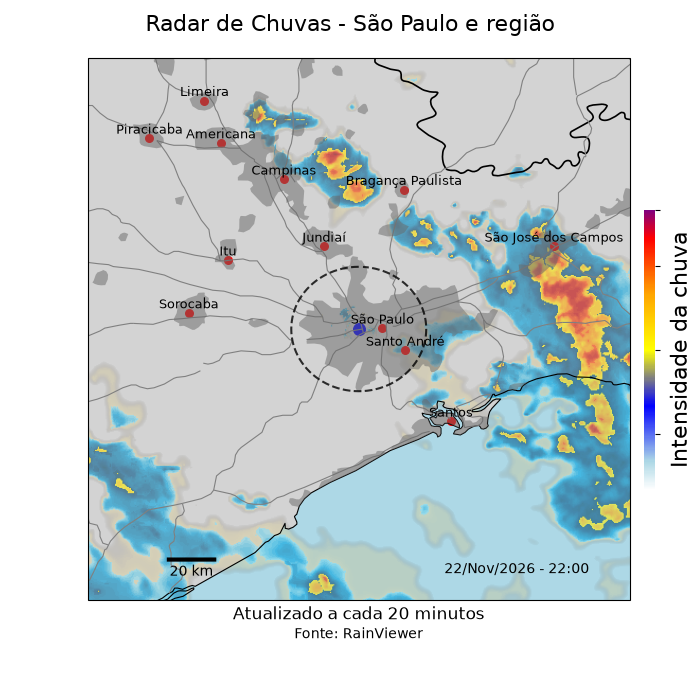 Radar de Chuvas - São Paulo e região
Limeira
Piracicaba
Americana
Campinas
Bragança Paulista
Jundiaí
São José dos Campos
Itu
Sorocaba
São Paulo
Santo André
Santos
20 km
22/Nov/2026 - 22:00
Intensidade da chuva
Atualizado a cada 20 minutos
Fonte: RainViewer